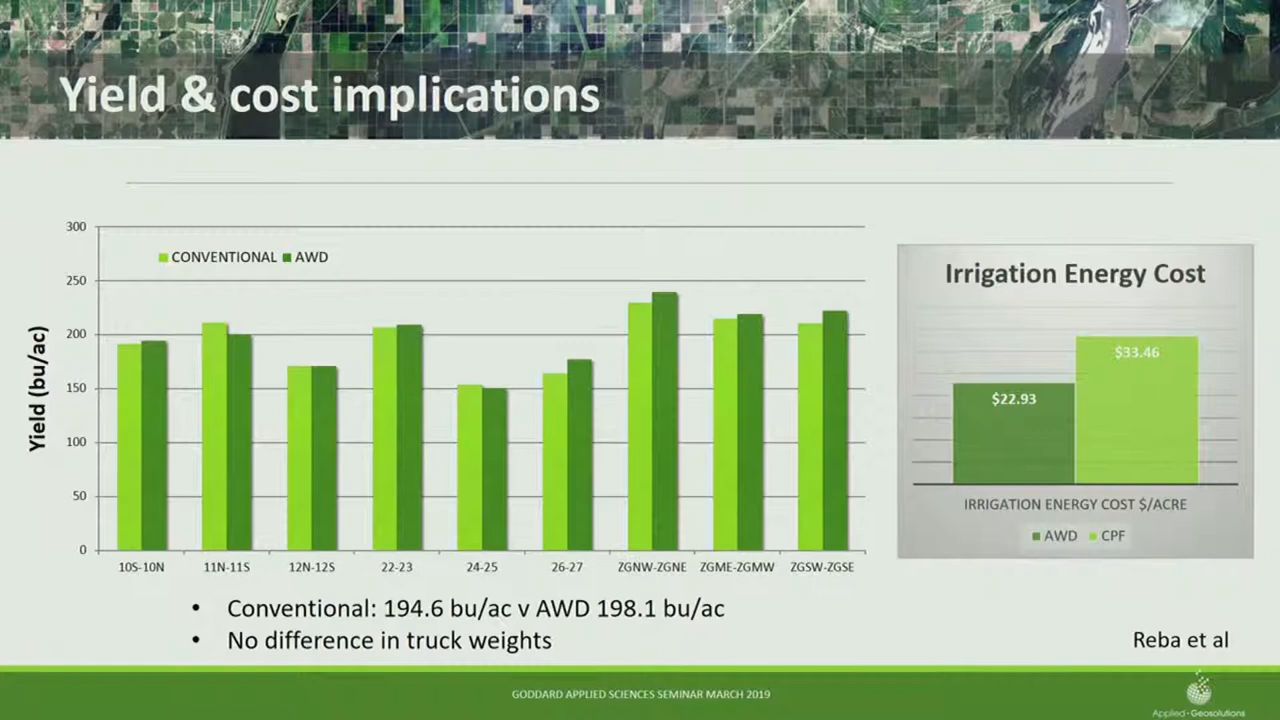 Yield & cost implications
300
250
200
150
100
50
0
Yield (bu/ac)
CONVENTIONAL AWD
10S-10N 11N-11S 12N-12S 22-23 24-25 26-27 ZGNW-ZGNE ZGME-ZGMW ZGSW-ZGSE
Irrigation Energy Cost
$33.46
$22.93
IRRIGATION ENERGY COST $/ACRE
AWD CPF
• Conventional: 194.6 bu/ac v AWD 198.1 bu/ac
• No difference in truck weights
Reba et al
GODDARD APPLIED SCIENCES SEMINAR MARCH 2019
Applied Geosolutions